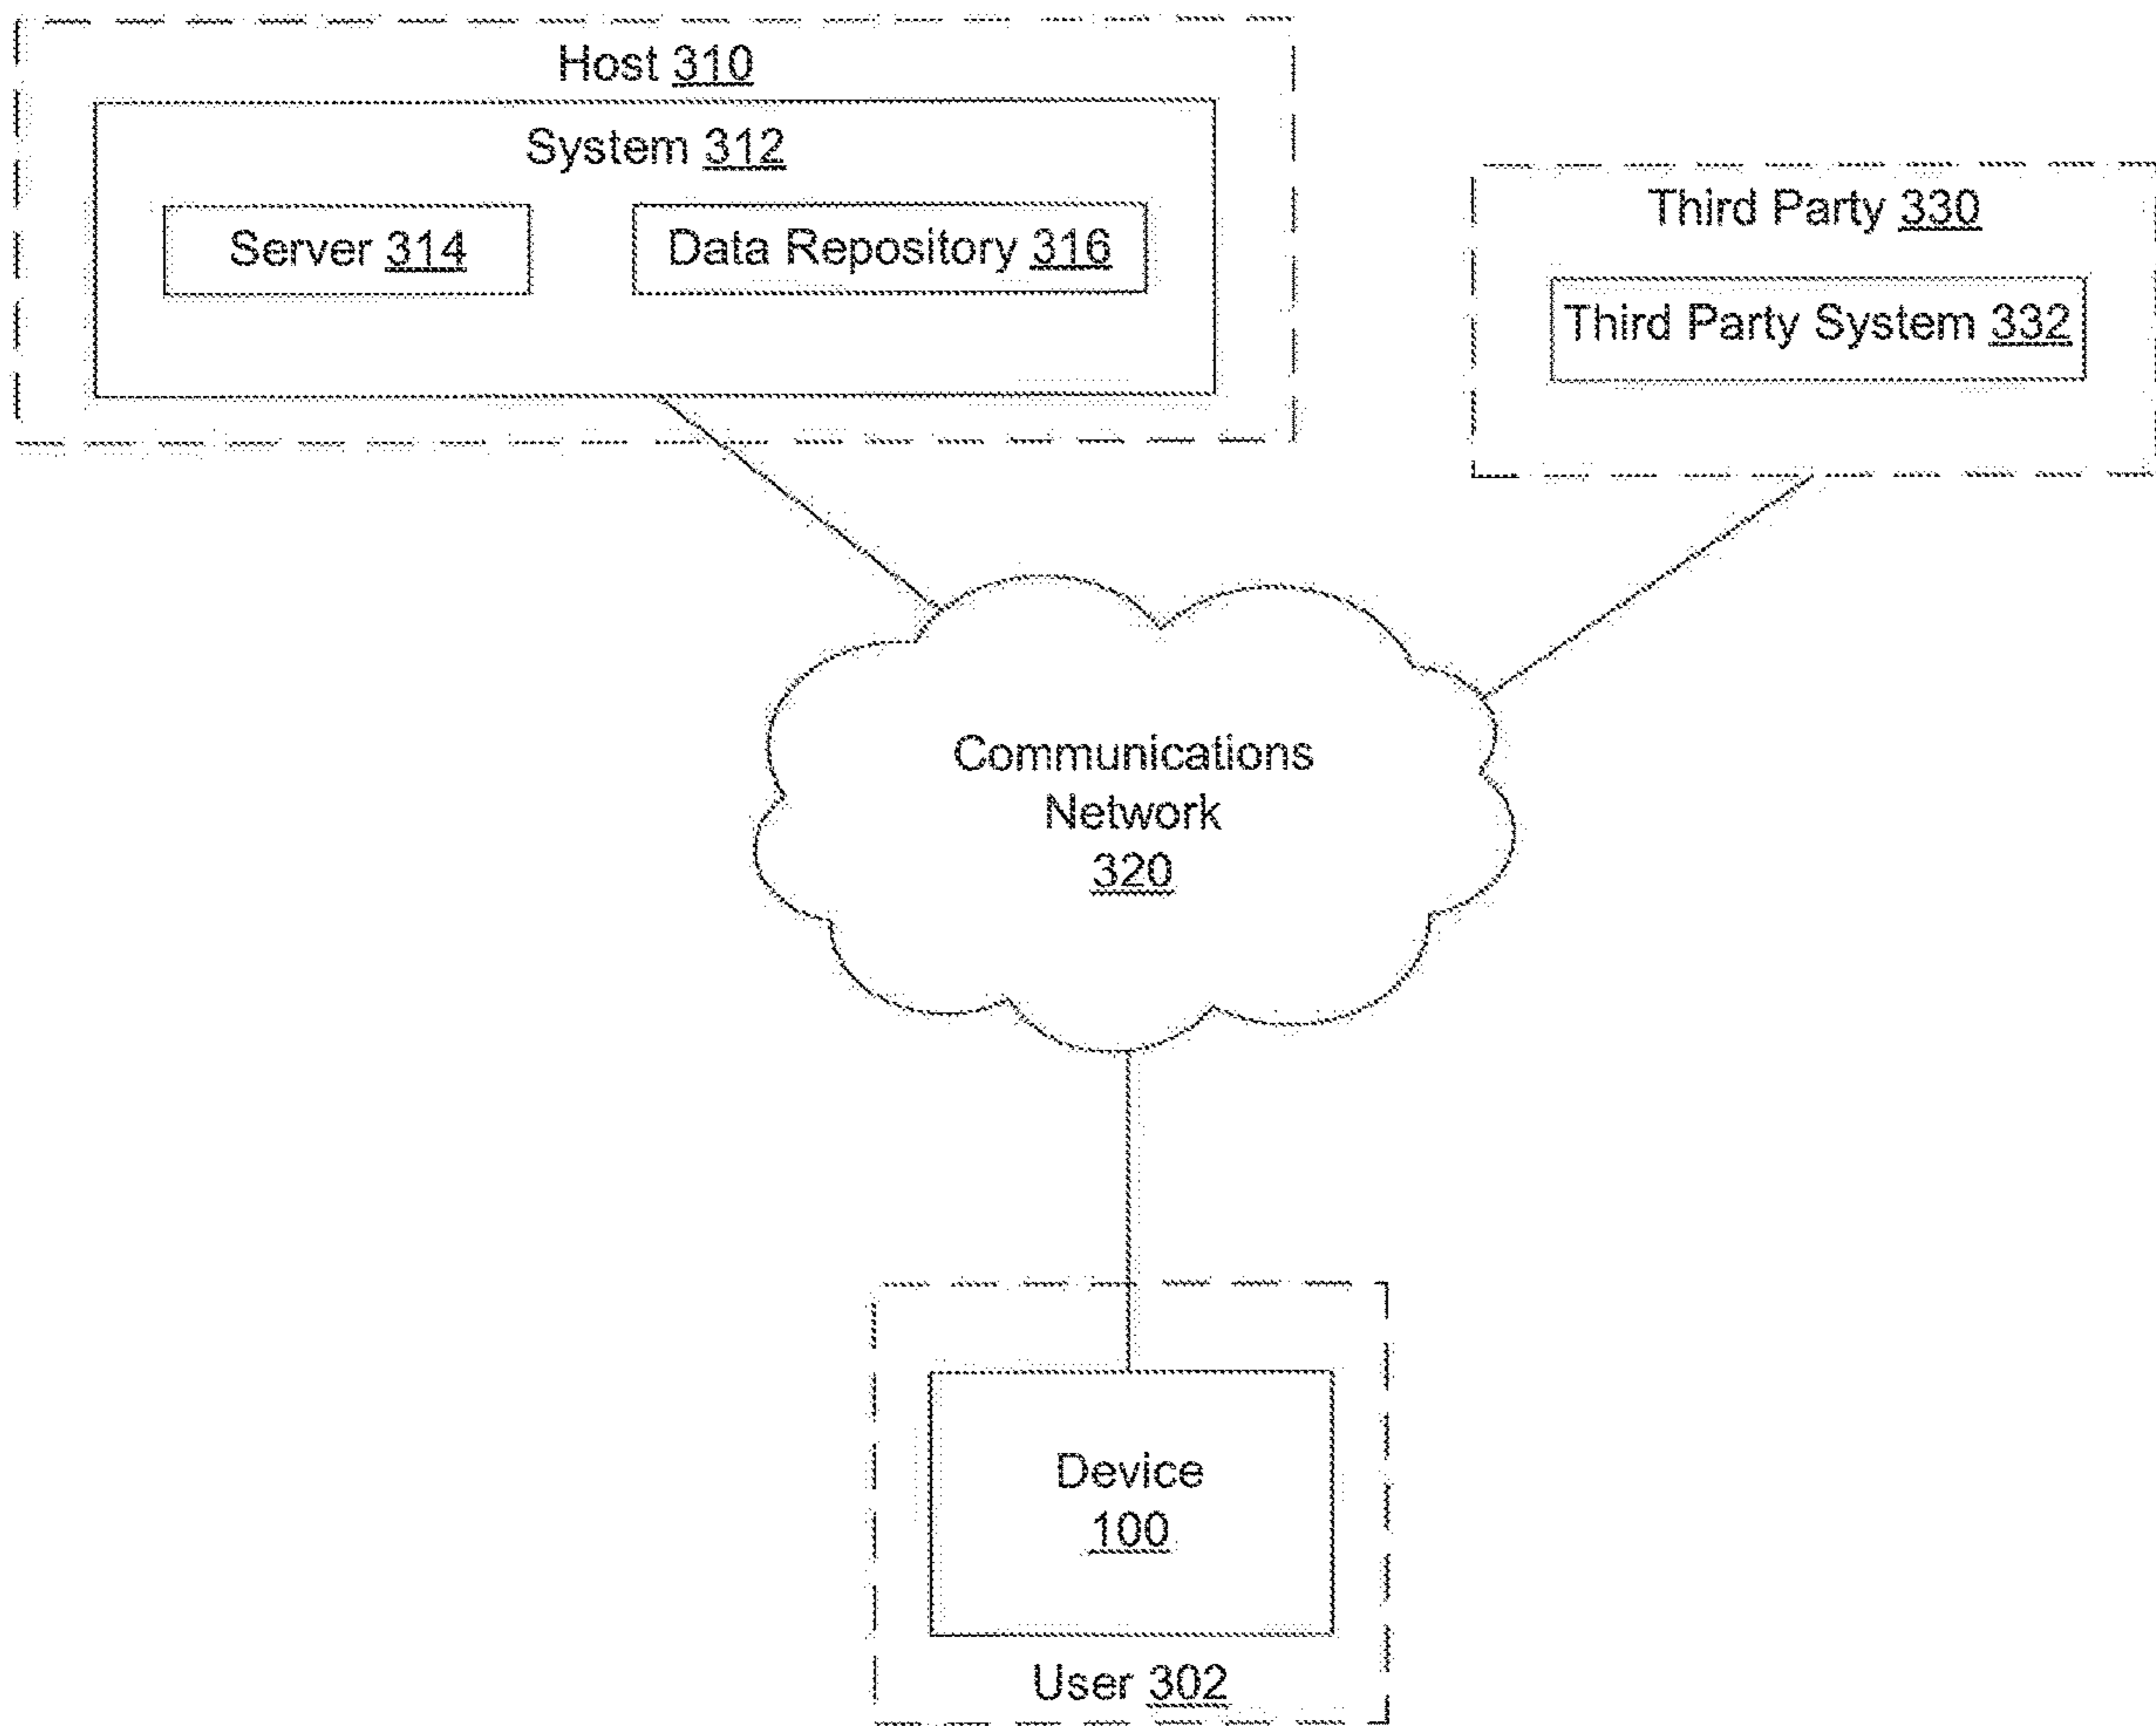 Host 310
System 312
Server 314
Data Repository 316
Third Party 330
Third Party System 332
Communications
Network
320
Device
100
User 302